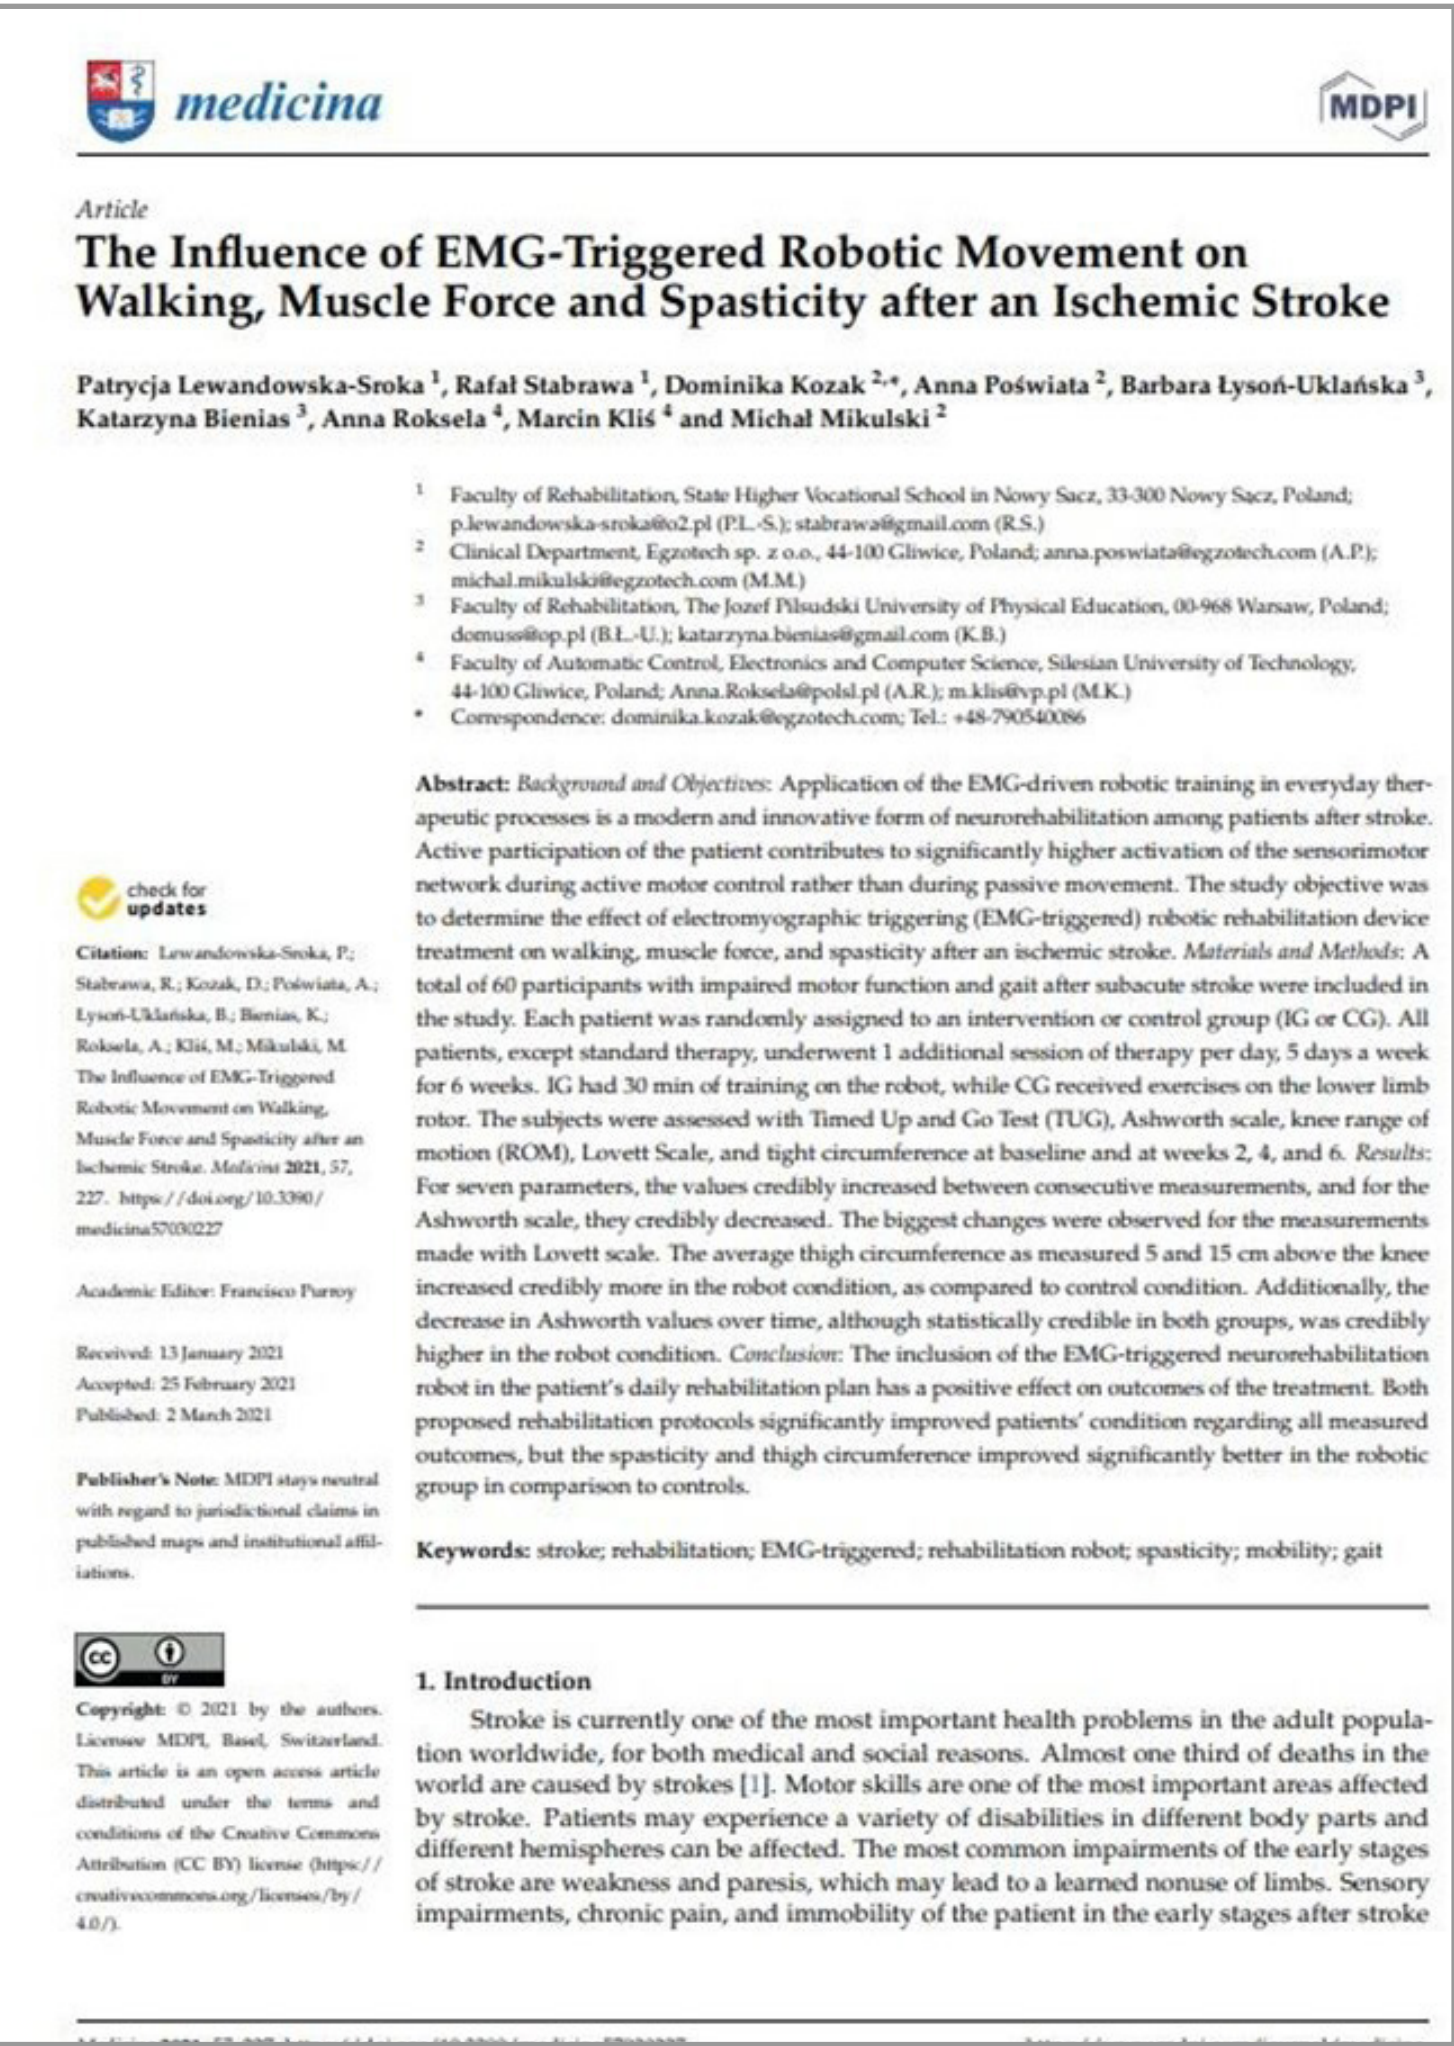 medicina
MDPI
Article
The Influence of EMG-Triggered Robotic Movement on
Walking, Muscle Force and Spasticity after an Ischemic Stroke
Patrycja Lewandowska-Sroka 1, Rafał Stabrawa 1, Dominika Kozak 2,*, Anna Poświata 2, Barbara Łysoń-Uklańska 3,
Katarzyna Bienias 3, Anna Roksela 4, Marcin Kliś 4 and Michał Mikulski 2
1 Faculty of Rehabilitation, State Higher Vocational School in Nowy Sacz, 33-300 Nowy Sącz, Poland;
p.lewandowska-sroka@o2.pl (P.L.-S.); stabrawa@gmail.com (R.S.)
2 Clinical Department, Egzotech sp. z o.o., 44-100 Gliwice, Poland; anna.poswiata@egzotech.com (A.P.);
michal.mikulski@egzotech.com (M.M.)
3 Faculty of Rehabilitation, The Jozef Pilsudski University of Physical Education, 00-968 Warsaw, Poland;
domuss@op.pl (B.Ł.-U.); katarzyna.bienias@gmail.com (K.B.)
4 Faculty of Automatic Control, Electronics and Computer Science, Silesian University of Technology,
44-100 Gliwice, Poland; Anna.Roksela@polsl.pl (A.R.); m.klis@vp.pl (M.K.)
* Correspondence: dominika.kozak@egzotech.com; Tel.: +48-790540086
Abstract: Background and Objectives: Application of the EMG-driven robotic training in everyday ther-
apeutic processes is a modern and innovative form of neurorehabilitation among patients after stroke.
Active participation of the patient contributes to significantly higher activation of the sensorimotor
network during active motor control rather than during passive movement. The study objective was
to determine the effect of electromyographic triggering (EMG-triggered) robotic rehabilitation device
treatment on walking, muscle force, and spasticity after an ischemic stroke. Materials and Methods: A
total of 60 participants with impaired motor function and gait after subacute stroke were included in
the study. Each patient was randomly assigned to an intervention or control group (IG or CG). All
patients, except standard therapy, underwent 1 additional session of therapy per day, 5 days a week
for 6 weeks. IG had 30 min of training on the robot, while CG received exercises on the lower limb
rotor. The subjects were assessed with Timed Up and Go Test (TUG), Ashworth scale, knee range of
motion (ROM), Lovett Scale, and tight circumference at baseline and at weeks 2, 4, and 6. Results:
For seven parameters, the values credibly increased between consecutive measurements, and for the
Ashworth scale, they credibly decreased. The biggest changes were observed for the measurements
made with Lovett scale. The average thigh circumference as measured 5 and 15 cm above the knee
increased credibly more in the robot condition, as compared to control condition. Additionally, the
decrease in Ashworth values over time, although statistically credible in both groups, was credibly
higher in the robot condition. Conclusion: The inclusion of the EMG-triggered neurorehabilitation
robot in the patient's daily rehabilitation plan has a positive effect on outcomes of the treatment. Both
proposed rehabilitation protocols significantly improved patients' condition regarding all measured
outcomes, but the spasticity and thigh circumference improved significantly better in the robotic
group in comparison to controls.
Keywords: stroke; rehabilitation; EMG-triggered; rehabilitation robot; spasticity; mobility; gait
check for
updates
Citation: Lewandowska-Sroka, P.;
Stabrawa, R.; Kozak, D.; Poświata, A.;
Łysoń-Uklańska, B.; Bienias, K.;
Roksela, A.; Kliś, M.; Mikulski, M.
The Influence of EMG-Triggered
Robotic Movement on Walking,
Muscle Force and Spasticity after an
Ischemic Stroke. Medicina 2021, 57,
227. https://doi.org/10.3390/
medicina57030227
Academic Editor: Francisco Purroy
Received: 13 January 2021
Accepted: 25 February 2021
Published: 2 March 2021
Publisher's Note: MDPI stays neutral
with regard to jurisdictional claims in
published maps and institutional affil-
iations.
cc
BY
Copyright: © 2021 by the authors.
Licensee MDPI, Basel, Switzerland.
This article is an open access article
distributed under the terms and
conditions of the Creative Commons
Attribution (CC BY) license (https://
creativecommons.org/licenses/by/
4.0/).
1. Introduction
Stroke is currently one of the most important health problems in the adult popula-
tion worldwide, for both medical and social reasons. Almost one third of deaths in the
world are caused by strokes [1]. Motor skills are one of the most important areas affected
by stroke. Patients may experience a variety of disabilities in different body parts and
different hemispheres can be affected. The most common impairments of the early stages
of stroke are weakness and paresis, which may lead to a learned nonuse of limbs. Sensory
impairments, chronic pain, and immobility of the patient in the early stages after stroke